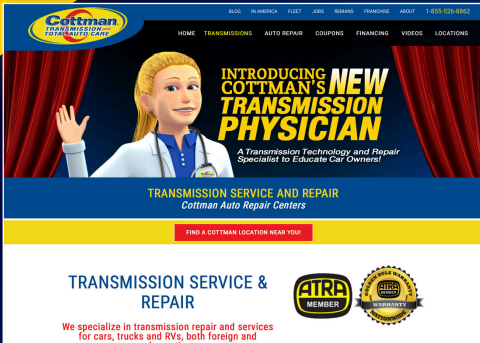 BLOG IN AMERICA FLEET JOBS REMANS FRANCHISE ABOUT 1-855-526-8862
Cottman
TRANSMISSION and
TOTAL AUTO CARE
HOME TRANSMISSIONS AUTO REPAIR COUPONS FINANCING VIDEOS LOCATIONS
INTRODUCING
COTTMAN'S NEW
TRANSMISSION
PHYSICIAN
A Transmission Technology and Repair
Specialist to Educate Car Owners!
TRANSMISSION SERVICE AND REPAIR
Cottman Auto Repair Centers
FIND A COTTMAN LOCATION NEAR YOU!
TRANSMISSION SERVICE &
REPAIR
ATRA
MEMBER
GOLDEN RULE WARRANTY
ATRA
MEMBER
WARRANTY
NATIONWIDE
We specialize in transmission repair and services
for cars, trucks and RVs, both foreign and